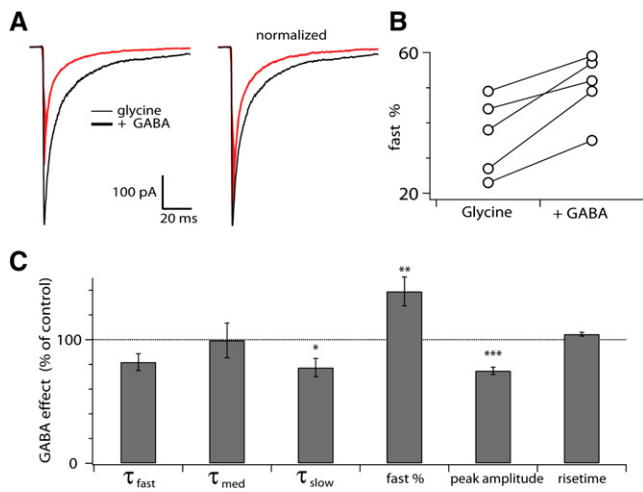 A
normalized
glycine
+ GABA
100 pA
20 ms
B
60
fast %
20
Glycine
+ GABA
C
GABA effect (% of control)
100
0
*
**
***
τfast
τmed
τslow
fast %
peak amplitude
risetime